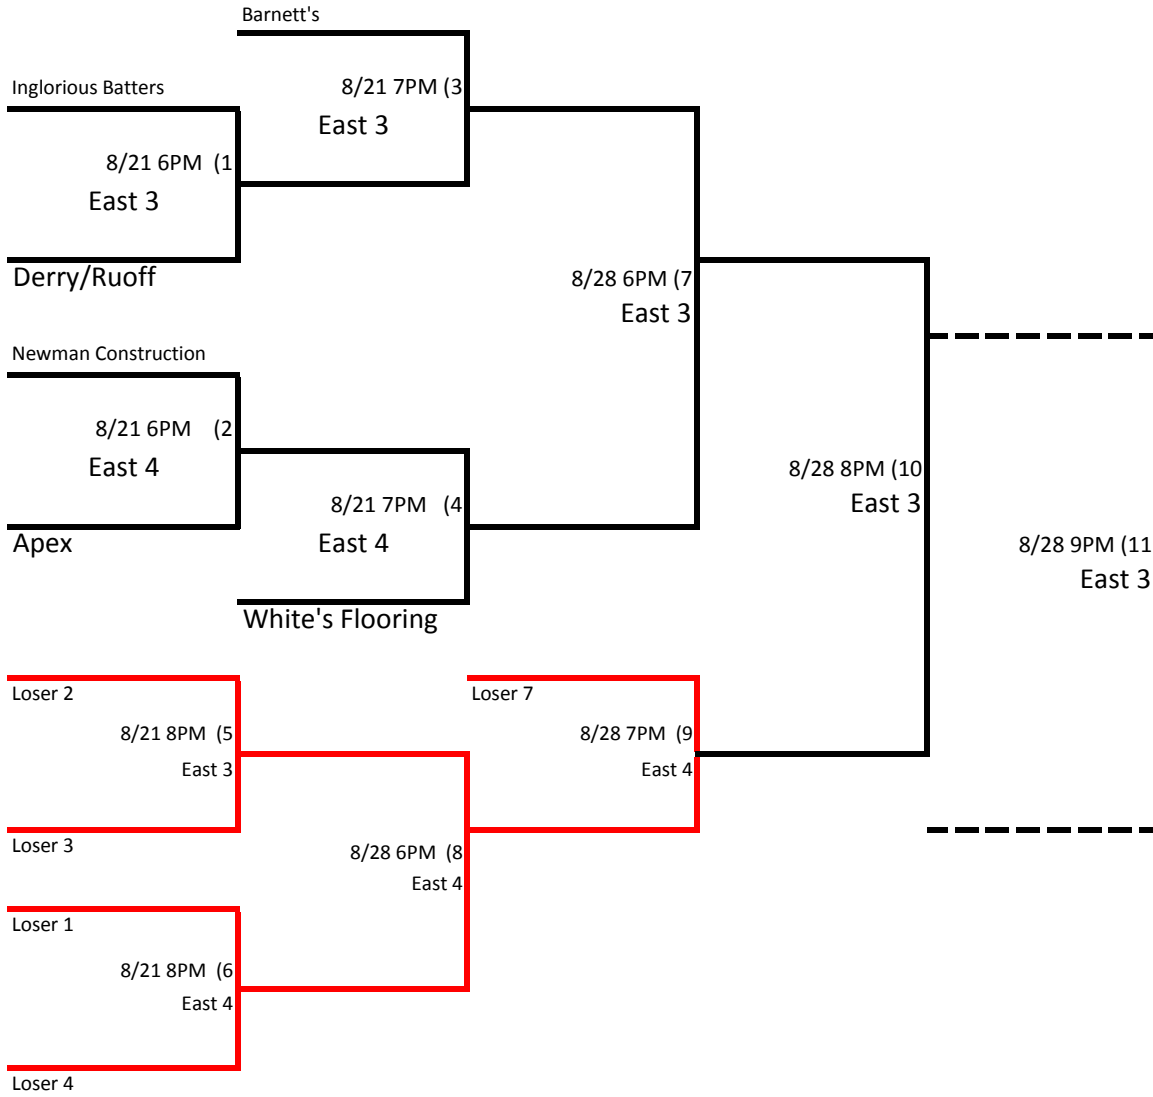 Barnett's
Inglorious Batters
8/21 7PM (3
East 3
8/21 6PM (1
East 3
Derry/Ruoff
8/28 6PM (7
East 3
Newman Construction
8/21 6PM (2
East 4
8/28 8PM (10
East 3
8/21 7PM (4
East 4
Apex
8/28 9PM (11
East 3
White's Flooring
Loser 2
Loser 7
8/21 8PM (5
East 3
8/28 7PM (9
East 4
Loser 3
8/28 6PM (8
East 4
Loser 1
8/21 8PM (6
East 4
Loser 4